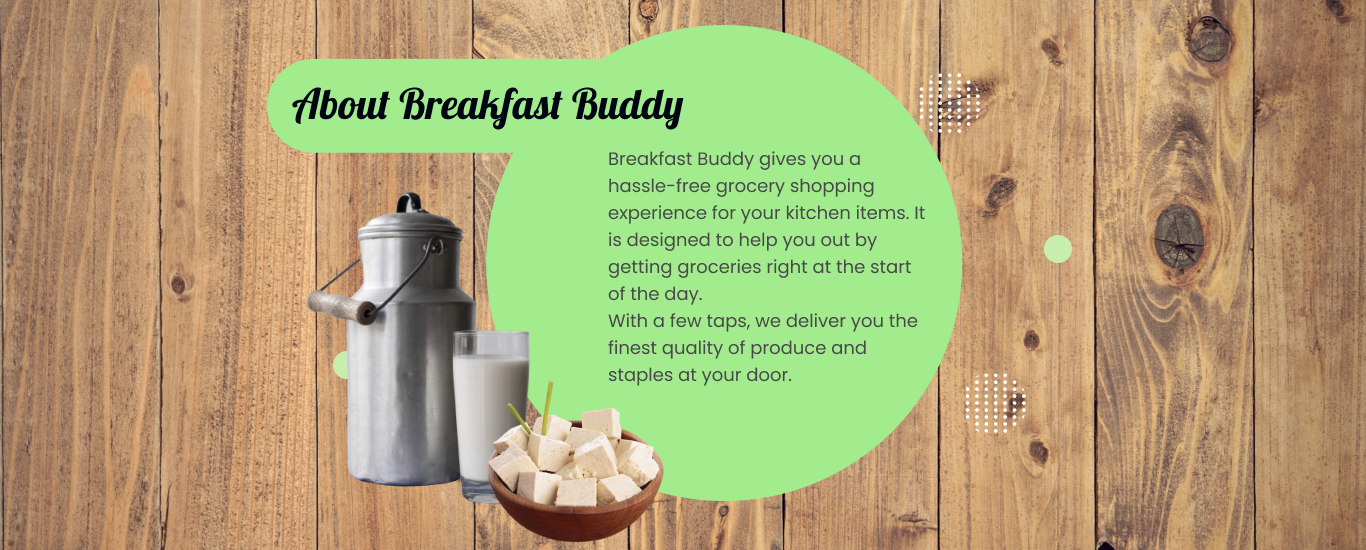 About Breakfast Buddy
Breakfast Buddy gives you a
hassle-free grocery shopping
experience for your kitchen items. It
is designed to help you out by
getting groceries right at the start
of the day.
With a few taps, we deliver you the
finest quality of produce and
staples at your door.